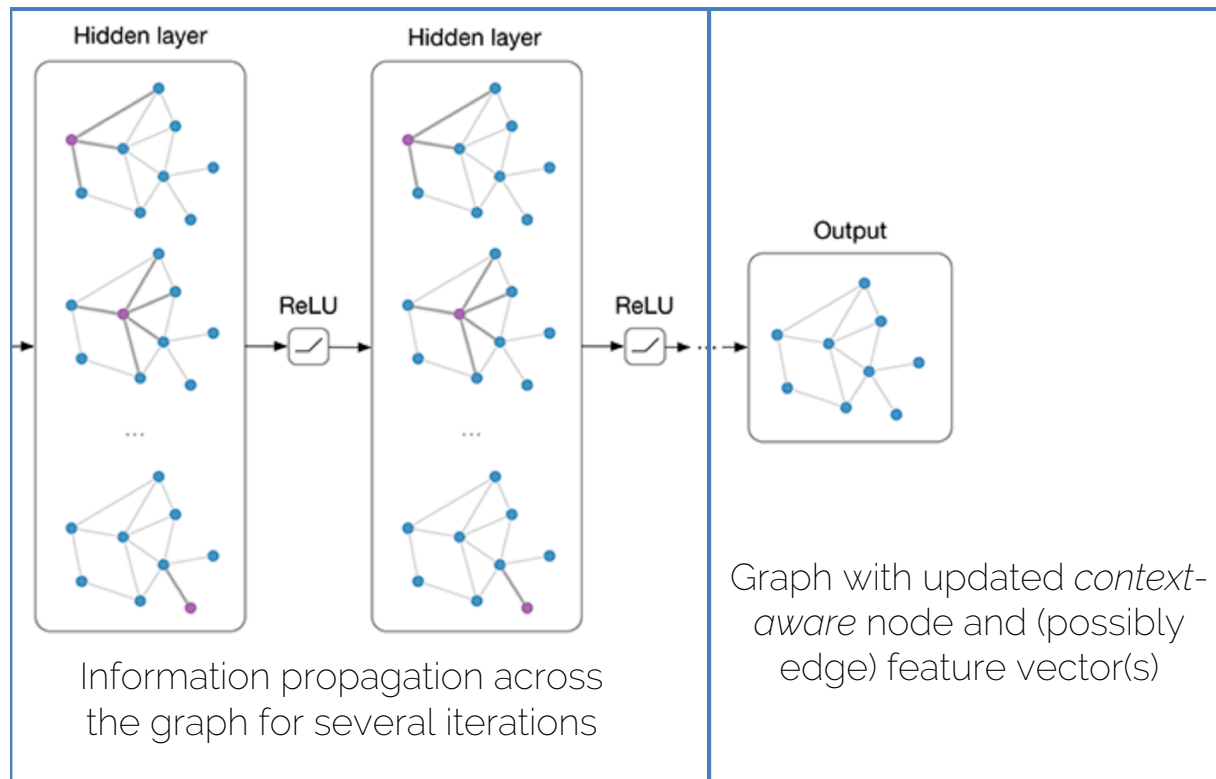 Hidden layer
Hidden layer
Output
ReLU
ReLU
...
...
...
Graph with updated context-
aware node and (possibly
edge) feature vector(s)
Information propagation across
the graph for several iterations